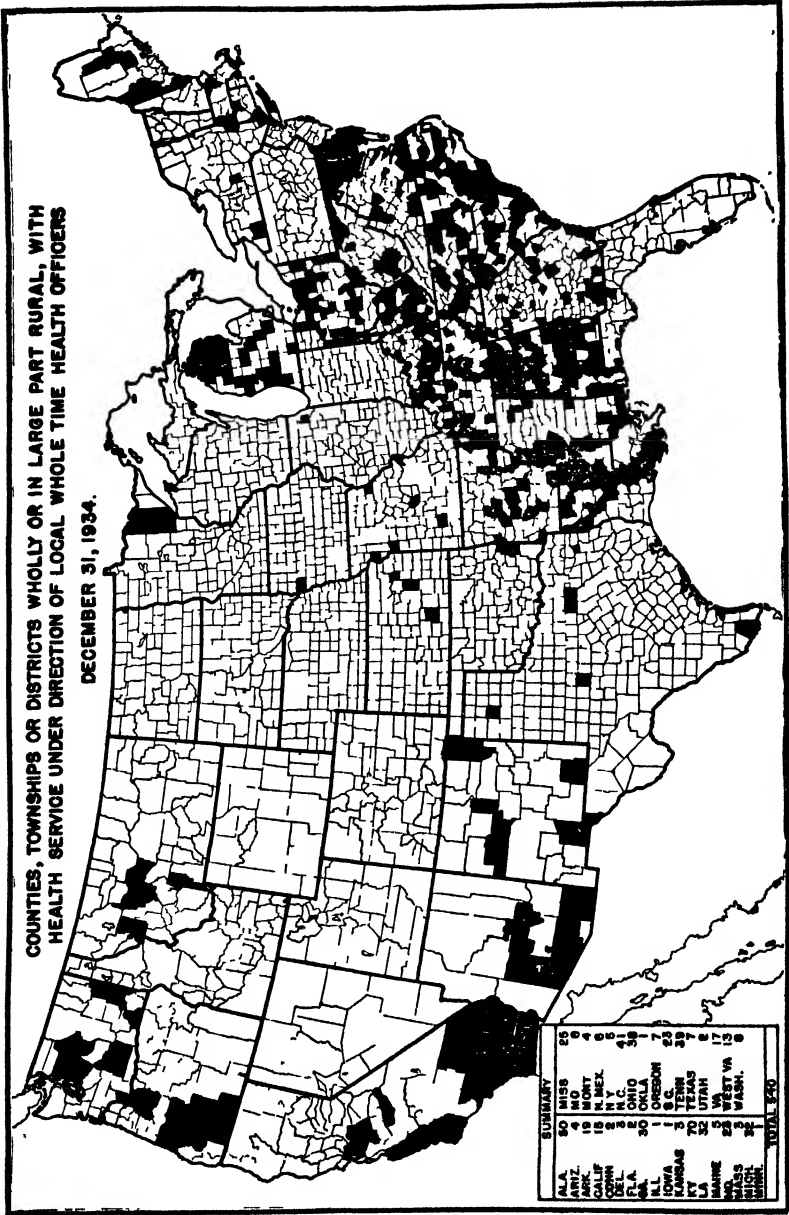 COUNTIES, TOWNSHIPS OR DISTRICTS WHOLLY OR IN LARGE PART RURAL, WITH
HEALTH SERVICE UNDER DIRECTION OF LOCAL WHOLE TIME HEALTH OFFICERS
DECEMBER 31, 1934.
SUMMARY
ALA. 50 MISS 25
ARIZ. 4 MO
ARK. 19 MONT 4
CALIF 15 N. MEX. 6
CONN 2 N Y 5
DEL. 3 N.C. 41
FLA. OHIO 38
GA. 30 OKLA 1
ILL 1 OREGON 7
IOWA 1 S.C. 23
KANSAS 3 TENN 39
KY 70 TEXAS 7
LA 32 UTAH 2
MAINE 5 VA 17
MD. 23 WEST VA 13
MASS 3 WASH. 8
MICH. 32
MINN. 1
TOTAL 540